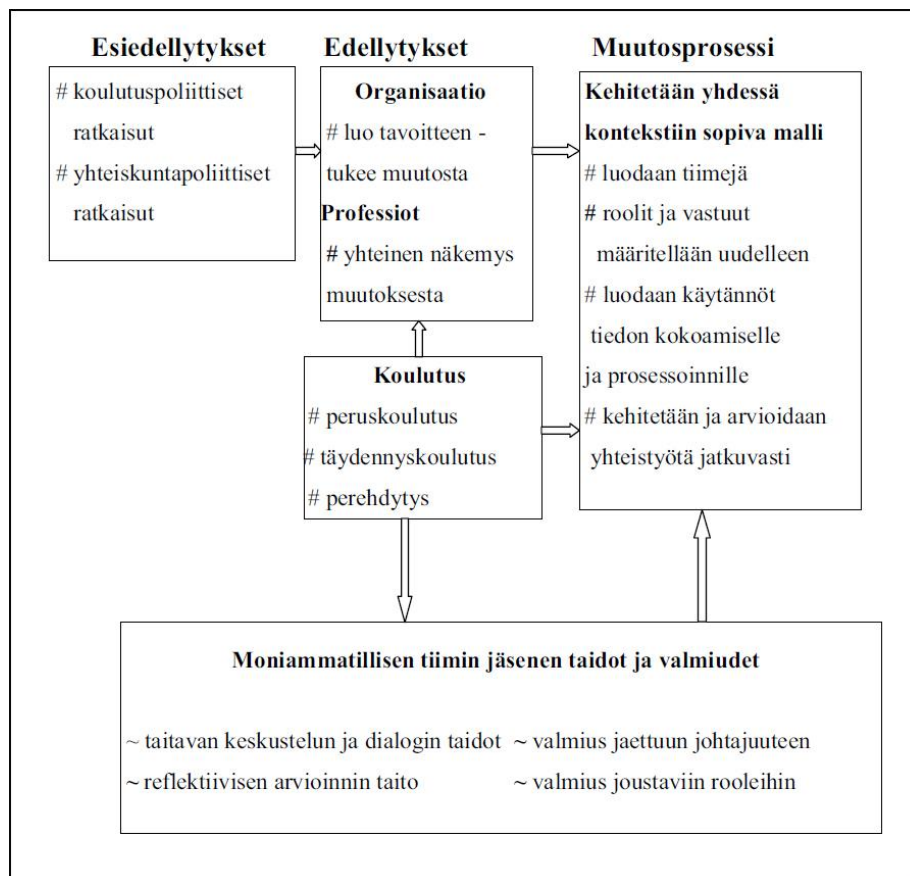 Esiedellytykset
# koulutuspoliittiset
ratkaisut
# yhteiskuntapoliittiset
ratkaisut
Edellytykset
Organisaatio
# luo tavoitteen -
tukee muutosta
Professiot
# yhteinen näkemys
muutoksesta
Koulutus
# peruskoulutus
# täydennyskoulutus
# perehdytys
Muutosprosessi
Kehitetään yhdessä
kontekstiin sopiva malli
# luodaan tiimejä
# roolit ja vastuut
määritellään uudelleen
# luodaan käytännöt
tiedon kokoamiselle
ja prosessoinnille
# kehitetään ja arvioidaan
yhteistyötä jatkuvasti
Moniammatillisen tiimin jäsenen taidot ja valmiudet
~ taitavan keskustelun ja dialogin taidot ~ valmius jaettuun johtajuuteen
~ reflektiivisen arvioinnin taito ~ valmius joustaviin rooleihin